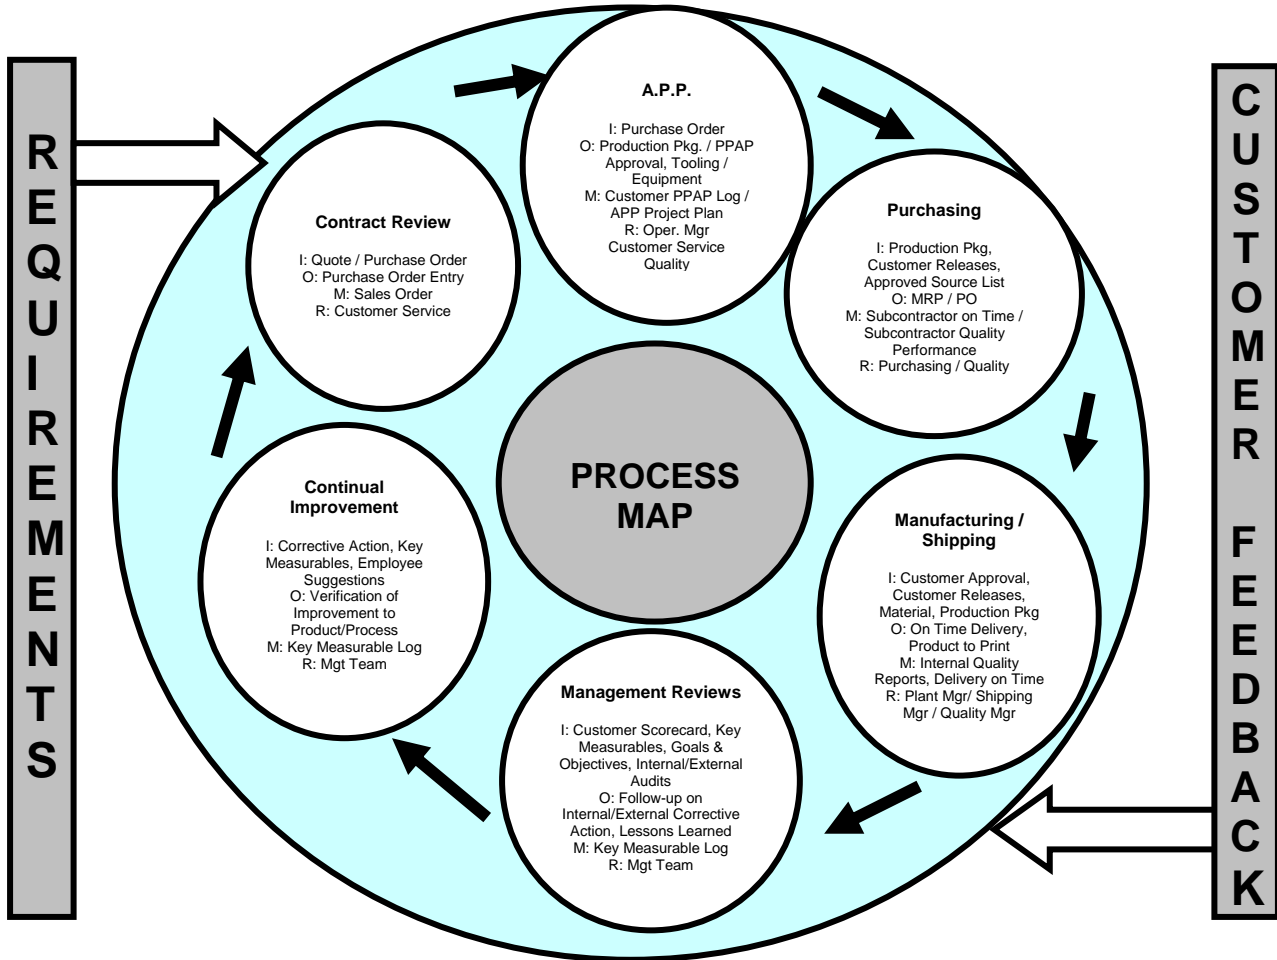 REQUIREMENTS
A.P.P.
I: Purchase Order
O: Production Pkg. / PPAP
Approval, Tooling /
Equipment
M: Customer PPAP Log /
APP Project Plan
R: Oper. Mgr
Customer Service
Quality
Contract Review
I: Quote / Purchase Order
O: Purchase Order Entry
M: Sales Order
R: Customer Service
Purchasing
I: Production Pkg,
Customer Releases,
Approved Source List
O: MRP / PO
M: Subcontractor on Time /
Subcontractor Quality
Performance
R: Purchasing / Quality
PROCESS
MAP
Continual
Improvement
I: Corrective Action, Key
Measurables, Employee
Suggestions
O: Verification of
Improvement to
Product/Process
M: Key Measurable Log
R: Mgt Team
Manufacturing /
Shipping
I: Customer Approval,
Customer Releases,
Material, Production Pkg
O: On Time Delivery,
Product to Print
M: Internal Quality
Reports, Delivery on Time
R: Plant Mgr/ Shipping
Mgr / Quality Mgr
Management Reviews
I: Customer Scorecard, Key
Measurables, Goals &
Objectives, Internal/External
Audits
O: Follow-up on
Internal/External Corrective
Action, Lessons Learned
M: Key Measurable Log
R: Mgt Team
CUSTOMER FEEDBACK